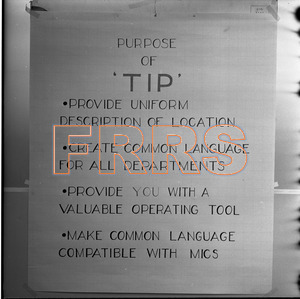 PURPOSE
OF
'TIP'
•PROVIDE UNIFORM
DESCRIPTION OF LOCATION
•CREATE COMMON LANGUAGE
FOR ALL DEPARTMENTS
FRRS
•PROVIDE YOU WITH A
VALUABLE OPERATING TOOL
•MAKE COMMON LANGUAGE
COMPATIBLE WITH MICS